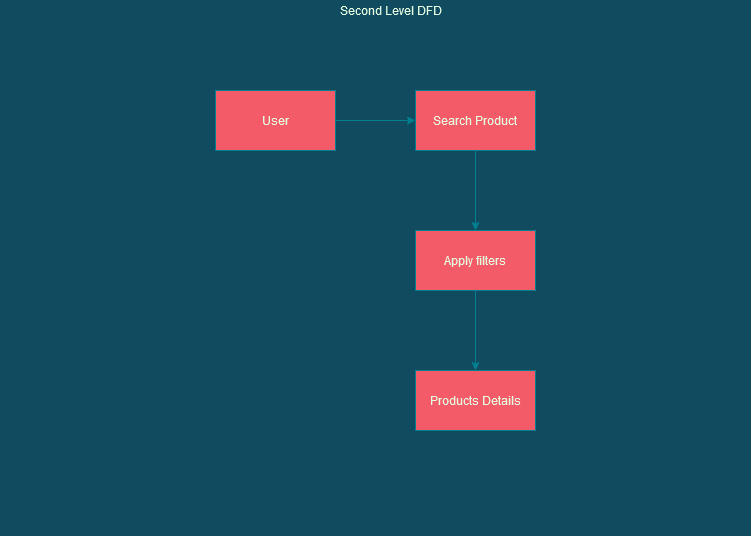 Second Level DFD
User
Search Product
Apply filters
Products Details